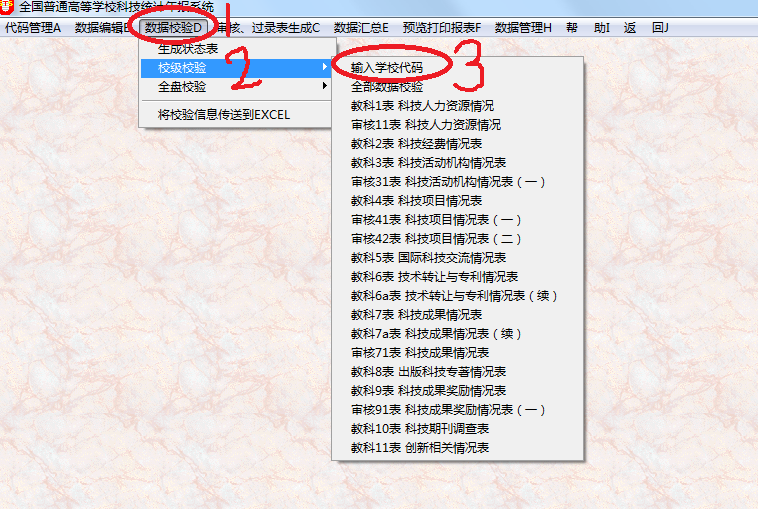 全国普通高等学校科技统计年报系统
代码管理A 数据编辑B 数据校验D 审核、过录表生成C 数据汇总E 预览打印报表F 数据管理H 帮 助I 返 回J
1
生成状态表
校级校验
全盘校验
将校验信息传送到EXCEL
2
输入学校代码
3
全部数据校验
教科1表 科技人力资源情况
审核11表 科技人力资源情况
教科2表 科技经费情况表
教科3表 科技活动机构情况表
审核31表 科技活动机构情况表（一）
教科4表 科技项目情况表
审核41表 科技项目情况表（一）
审核42表 科技项目情况表（二）
教科5表 国际科技交流情况表
教科6表 技术转让与专利情况表
教科6a表 技术转让与专利情况表（续）
教科7表 科技成果情况表
教科7a表 科技成果情况表（续）
审核71表 科技成果情况表
教科8表 出版科技专著情况表
教科9表 科技成果奖励情况表
审核91表 科技成果奖励情况表（一）
教科10表 科技期刊调查表
教科11表 创新相关情况表